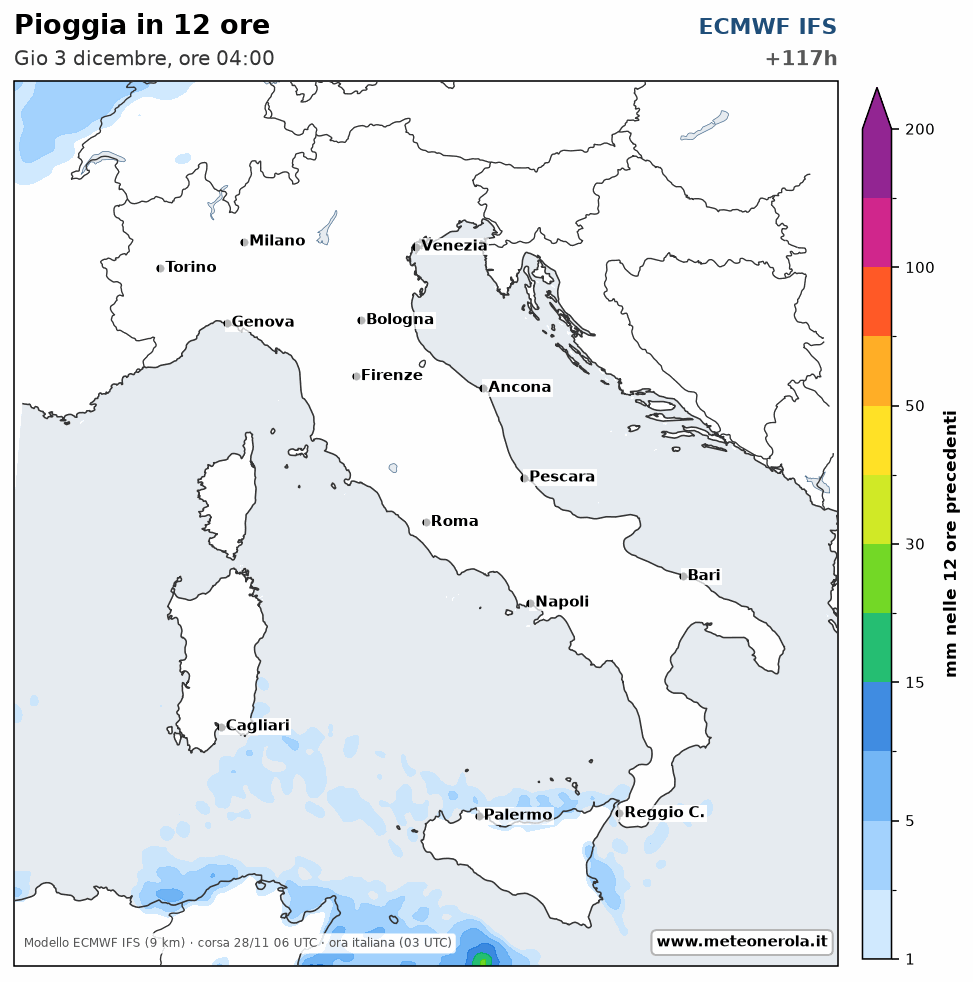 Pioggia in 12 ore
ECMWF IFS
Gio 3 dicembre, ore 04:00
+117h
Milano
Venezia
Torino
Genova
Bologna
Firenze
Ancona
Pescara
Roma
Bari
Napoli
Cagliari
Palermo
Reggio C.
200
100
50
30
15
5
1
mm nelle 12 ore precedenti
Modello ECMWF IFS (9 km) · corsa 28/11 06 UTC · ora italiana (03 UTC)
www.meteonerola.it